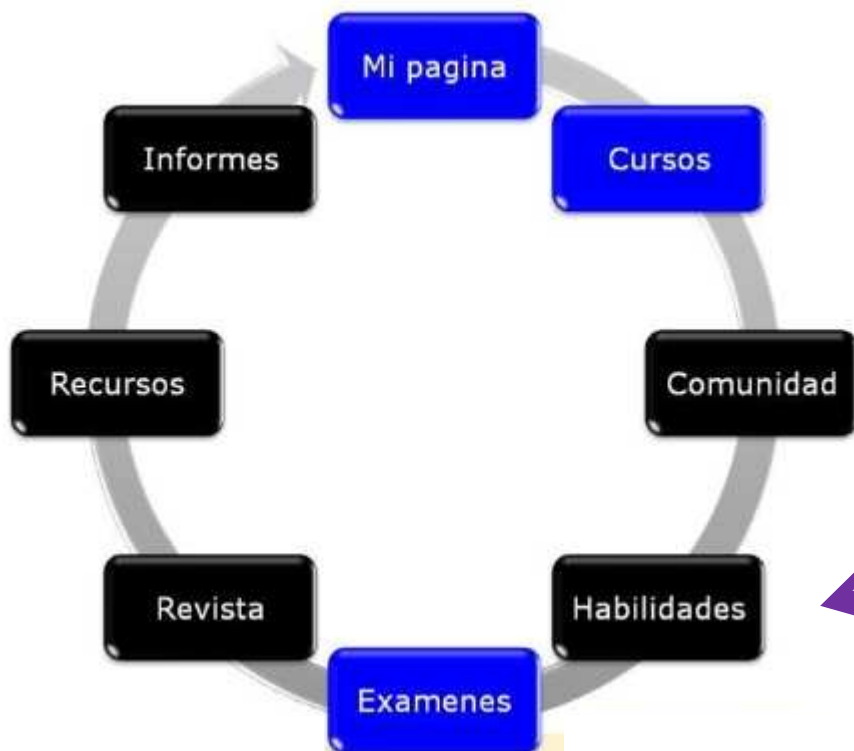 Mi pagina
Cursos
Comunidad
Habilidades
Examenes
Revista
Recursos
Informes